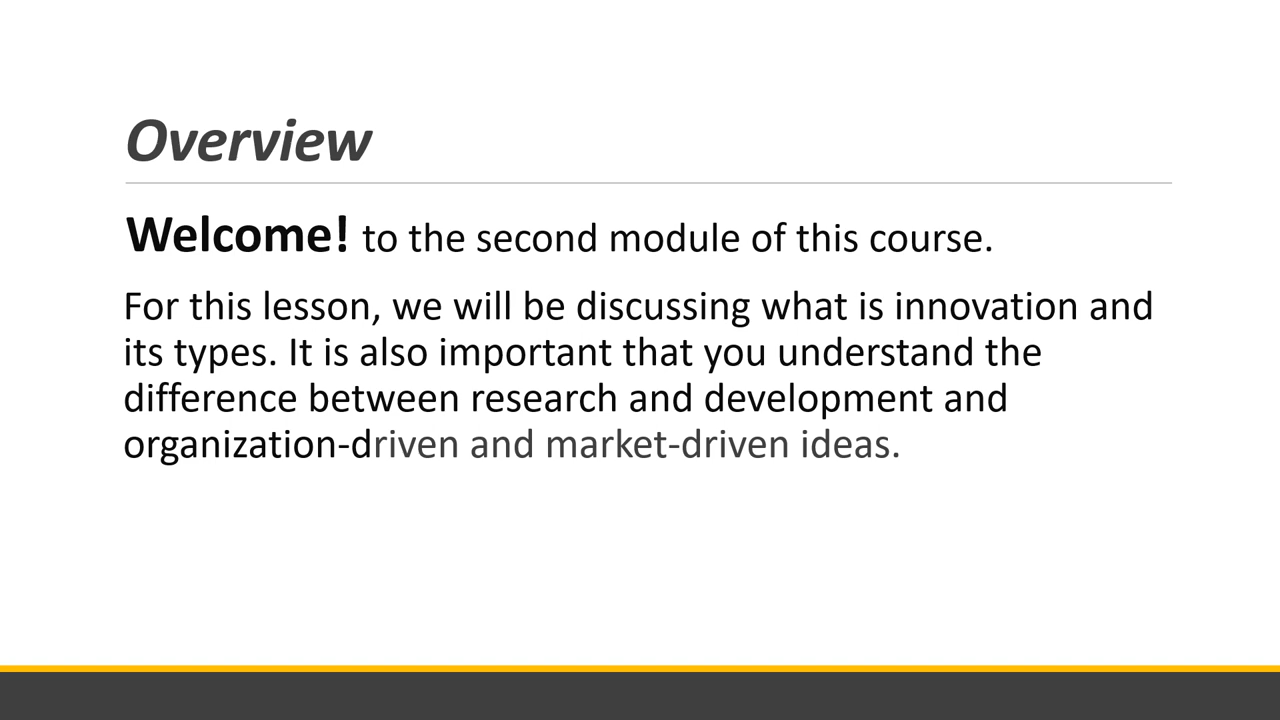 Overview
Welcome! to the second module of this course.
For this lesson, we will be discussing what is innovation and
its types. It is also important that you understand the
difference between research and development and
organization-driven and market-driven ideas.